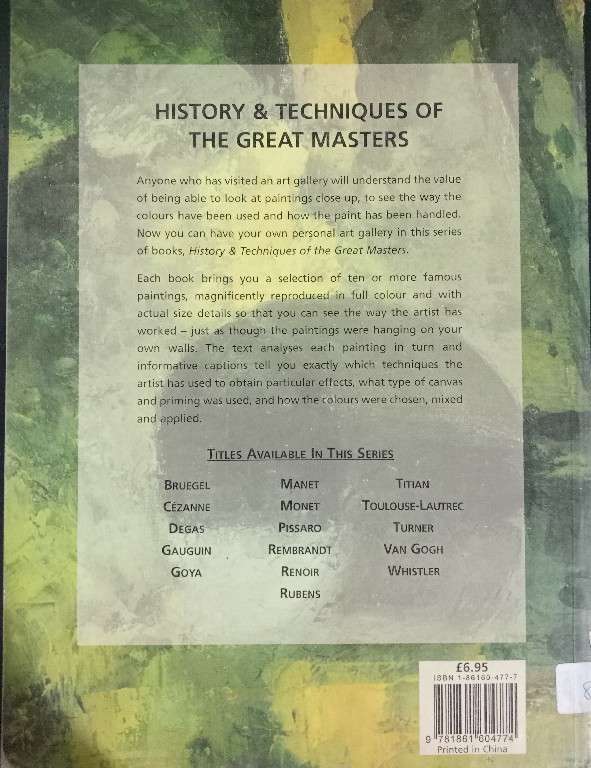 HISTORY & TECHNIQUES OF
THE GREAT MASTERS
Anyone who has visited an art gallery will understand the value
of being able to look at paintings close up, to see the way the
colours have been used and how the paint has been handled.
Now you can have your own personal art gallery in this series
of books, History & Techniques of the Great Masters.
Each book brings you a selection of ten or more famous
paintings, magnificently reproduced in full colour and with
actual size details so that you can see the way the artist has
worked – just as though the paintings were hanging on your
own walls. The text analyses each painting in turn and
informative captions tell you exactly which techniques the
artist has used to obtain particular effects, what type of canvas
and priming was used, and how the colours were chosen, mixed
and applied.
TITLES AVAILABLE IN THIS SERIES
BRUEGEL
CÉZANNE
DEGAS
GAUGUIN
GOYA
MANET
MONET
PISSARO
REMBRANDT
RENOIR
RUBENS
TITIAN
TOULOUSE-LAUTREC
TURNER
VAN GOGH
WHISTLER
£6.95
ISBN 1-86160-477-7
9 781861 604774
Printed in China